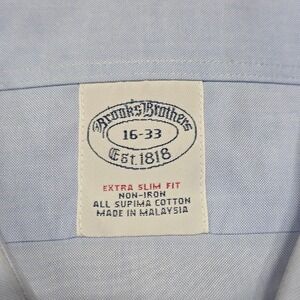 Brooks Brothers
16-33
Est. 1818
EXTRA SLIM FIT
NON-IRON
ALL SUPIMA COTTON
MADE IN MALAYSIA